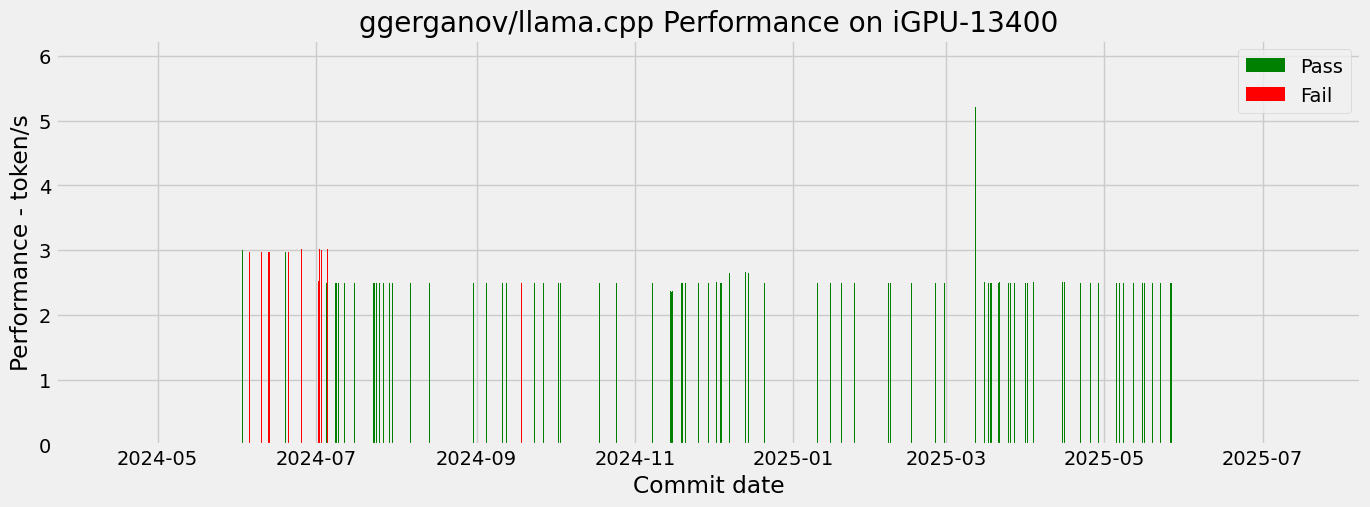 ggerganov/llama.cpp Performance on iGPU-13400
Performance - token/s
6
5
4
3
2
1
0
Pass
Fail
2024-05 2024-07 2024-09 2024-11 2025-01 2025-03 2025-05 2025-07
Commit date